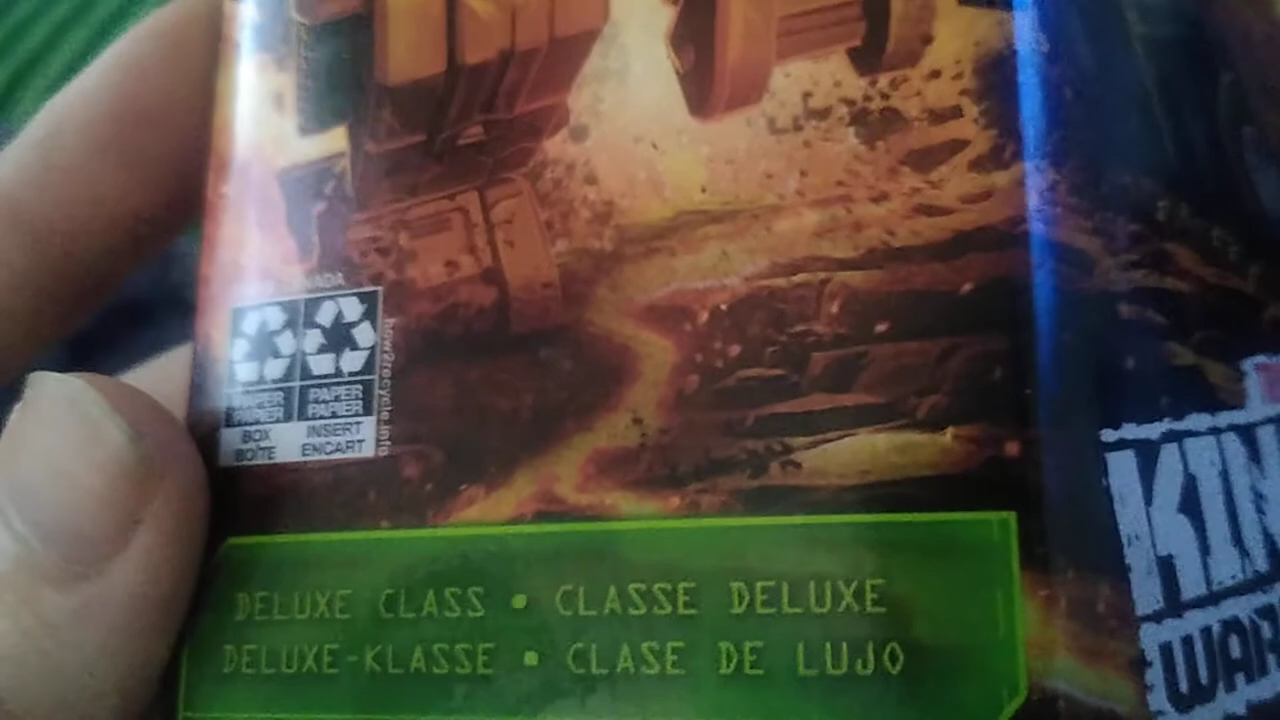 PAPER
PAPIER
PAPER
PAPIER
BOX
BOÎTE
INSERT
ENCART
how2recycle.info
DELUXE CLASS • CLASSE DELUXE
DELUXE-KLASSE • CLASE DE LUJO
KIN
WAR